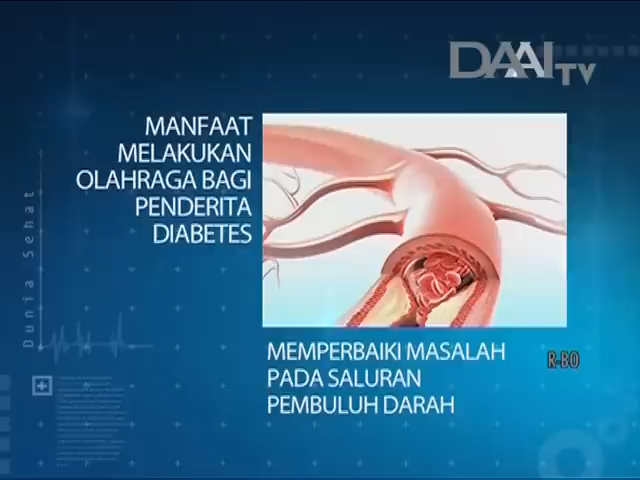 DAAI TV
MANFAAT
MELAKUKAN
OLAHRAGA BAGI
PENDERITA
DIABETES
Dunia Sehat
MEMPERBAIKI MASALAH
PADA SALURAN
PEMBULUH DARAH
R-BO